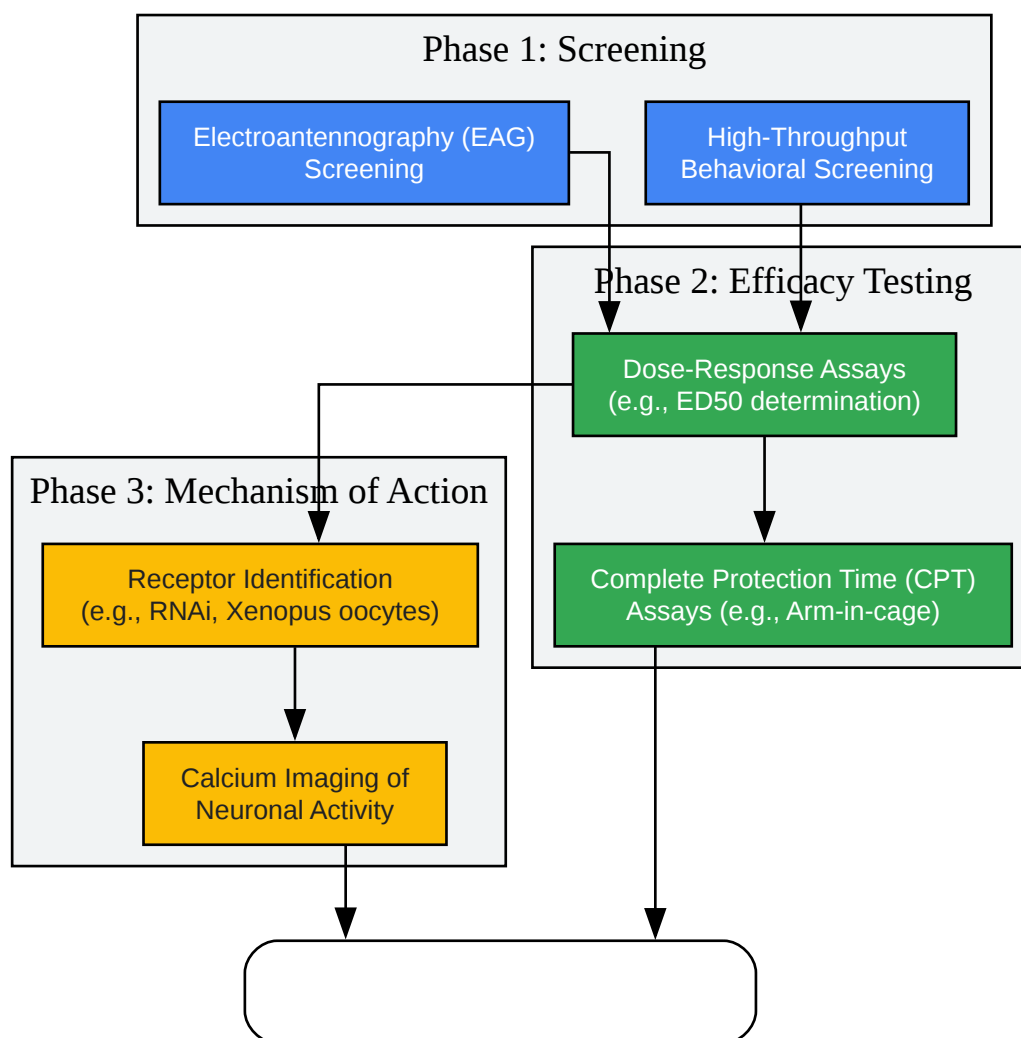 Phase 1: Screening
Electroantennography (EAG)
Screening
High-Throughput
Behavioral Screening
Phase 2: Efficacy Testing
Dose-Response Assays
(e.g., ED50 determination)
Phase 3: Mechanism of Action
Receptor Identification
(e.g., RNAi, Xenopus oocytes)
Complete Protection Time (CPT)
Assays (e.g., Arm-in-cage)
Calcium Imaging of
Neuronal Activity